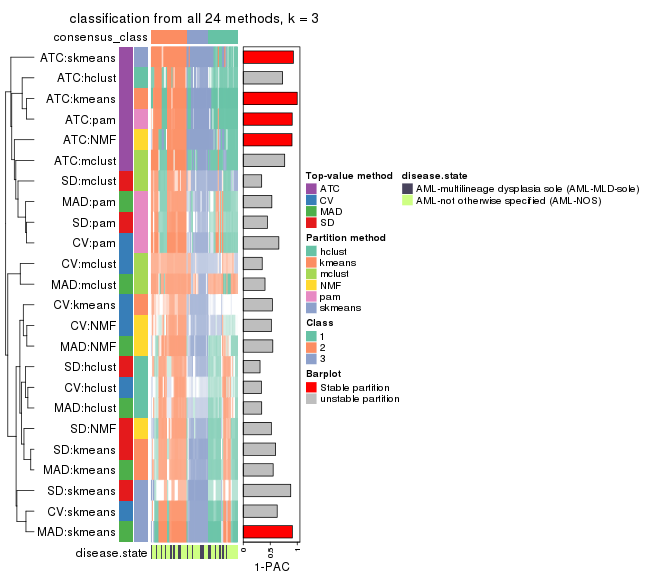 classification from all 24 methods, k = 3
consensus_class
ATC:skmeans
ATC:hclust
ATC:kmeans
ATC:pam
ATC:NMF
ATC:mclust
SD:mclust
MAD:pam
SD:pam
CV:pam
CV:mclust
MAD:mclust
CV:kmeans
CV:NMF
MAD:NMF
SD:hclust
CV:hclust
MAD:hclust
SD:NMF
SD:kmeans
MAD:kmeans
SD:skmeans
CV:skmeans
MAD:skmeans
disease.state
0
0.5
1
1-PAC
Top-value method
ATC
CV
MAD
SD
Partition method
hclust
kmeans
mclust
NMF
pam
skmeans
Class
1
2
3
Barplot
Stable partition
unstable partition
disease.state
AML-multilineage dysplasia sole (AML-MLD-sole)
AML-not otherwise specified (AML-NOS)